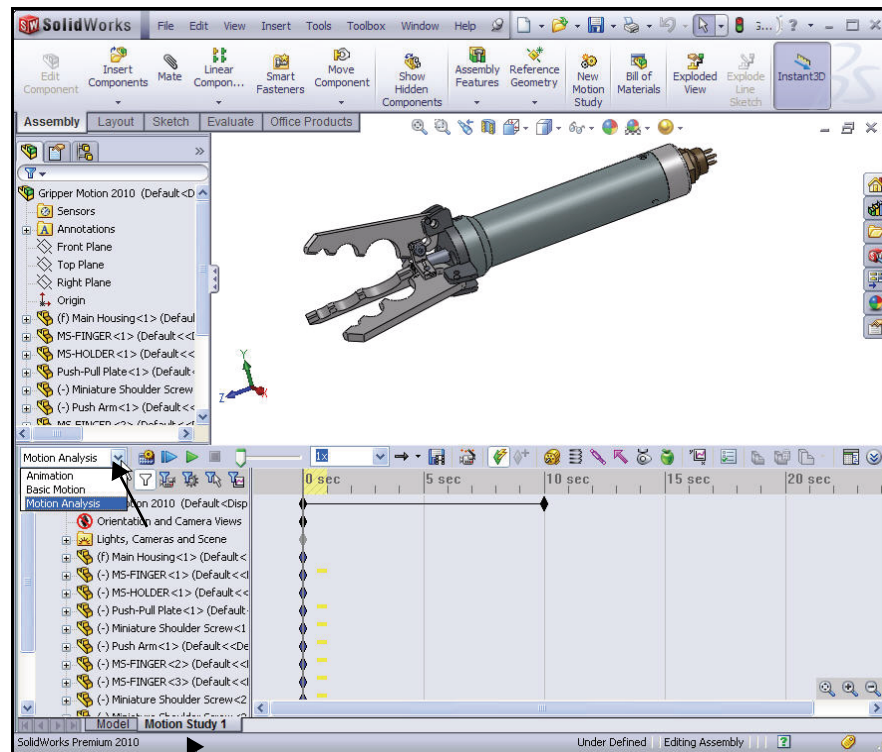 SolidWorks File Edit View Insert Tools Toolbox Window Help S... ?
Edit Component
Insert Components
Mate
Linear Compon...
Smart Fasteners
Move Component
Show Hidden Components
Assembly Features
Reference Geometry
New Motion Study
Bill of Materials
Exploded View
Explode Line Sketch
Instant3D
Assembly Layout Sketch Evaluate Office Products
Gripper Motion 2010 (Default<D
Sensors
Annotations
Front Plane
Top Plane
Right Plane
Origin
(f) Main Housing<1> (Defaul
MS-FINGER<1> (Default<<D
MS-HOLDER<1> (Default<<
Push-Pull Plate<1> (Default<
(-) Miniature Shoulder Screw
(-) Push Arm<1> (Default<<
MS-FINGER<2> (Default<<D
Y
Z X
Motion Analysis 1x
Animation
Basic Motion
Motion Analysis
0 sec 5 sec 10 sec 15 sec 20 sec
on 2010 (Default<Disp
Orientation and Camera Views
Lights, Cameras and Scene
(f) Main Housing<1> (Default<
(-) MS-FINGER<1> (Default<<I
(-) MS-HOLDER<1> (Default<<
(-) Push-Pull Plate<1> (Default
(-) Miniature Shoulder Screw<1
(-) Push Arm<1> (Default<<De
(-) MS-FINGER<2> (Default<<I
(-) MS-FINGER<3> (Default<<I
(-) Miniature Shoulder Screw<2
Model Motion Study 1
SolidWorks Premium 2010 Under Defined Editing Assembly